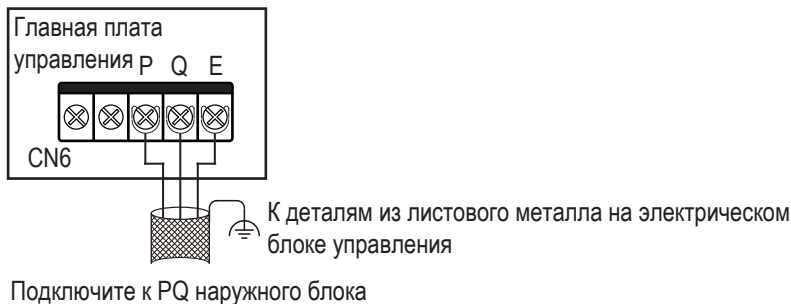 Главная плата
управления P Q E
CN6
К деталям из листового металла на электрическом
блоке управления
Подключите к PQ наружного блока